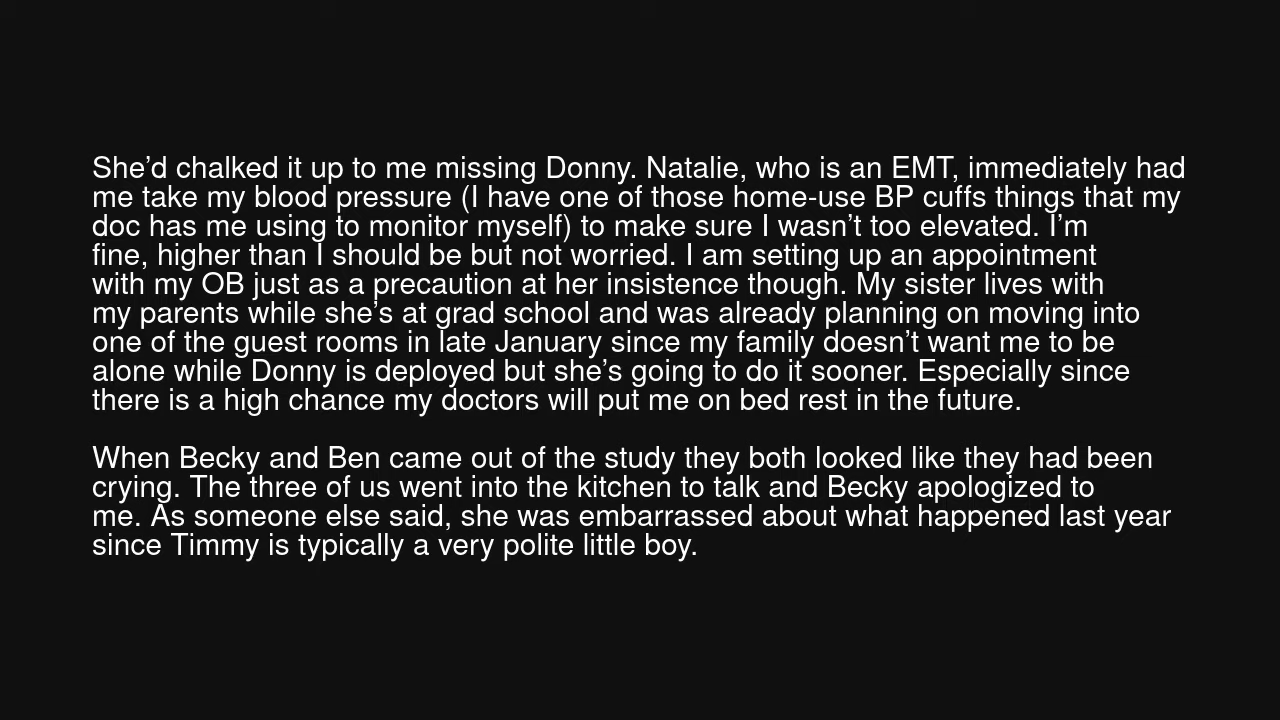 She’d chalked it up to me missing Donny. Natalie, who is an EMT, immediately had
me take my blood pressure (I have one of those home-use BP cuffs things that my
doc has me using to monitor myself) to make sure I wasn’t too elevated. I’m
fine, higher than I should be but not worried. I am setting up an appointment
with my OB just as a precaution at her insistence though. My sister lives with
my parents while she’s at grad school and was already planning on moving into
one of the guest rooms in late January since my family doesn’t want me to be
alone while Donny is deployed but she’s going to do it sooner. Especially since
there is a high chance my doctors will put me on bed rest in the future.
When Becky and Ben came out of the study they both looked like they had been
crying. The three of us went into the kitchen to talk and Becky apologized to
me. As someone else said, she was embarrassed about what happened last year
since Timmy is typically a very polite little boy.